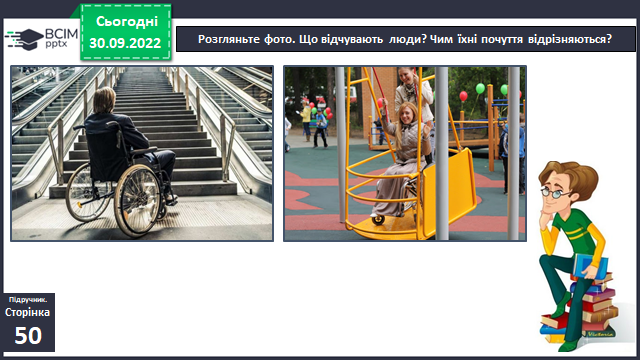 ВСІМ
pptx
Сьогодні
30.09.2022
Розгляньте фото. Що відчувають люди? Чим їхні почуття відрізняються?
Підручник.
Сторінка
50